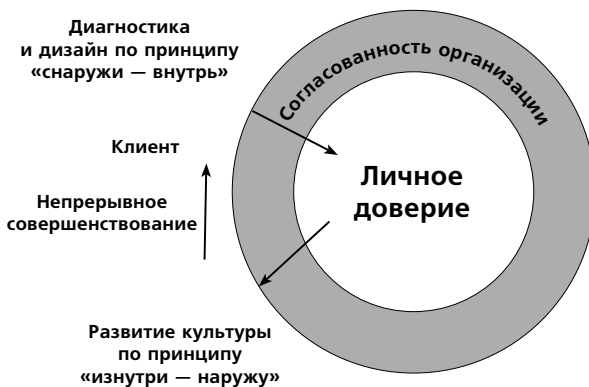 Диагностика
и дизайн по принципу
«снаружи — внутрь»
Согласованность организации
Клиент
Личное
доверие
Непрерывное
совершенствование
Развитие культуры
по принципу
«изнутри — наружу»